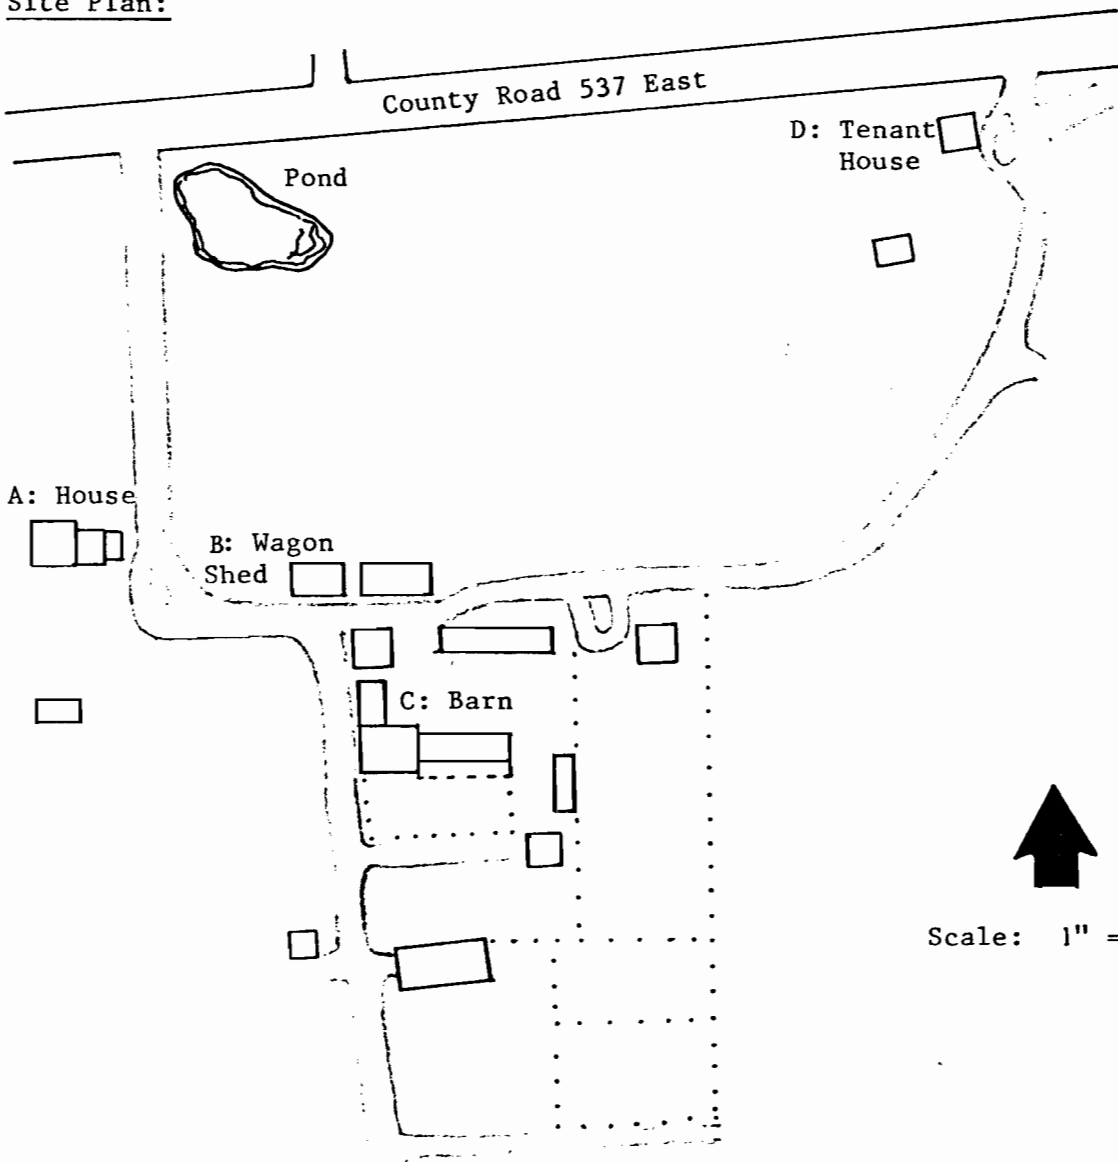 Site Plan:
County Road 537 East
D: Tenant
House
Pond
A: House
B: Wagon
Shed
C: Barn
Scale: 1" =